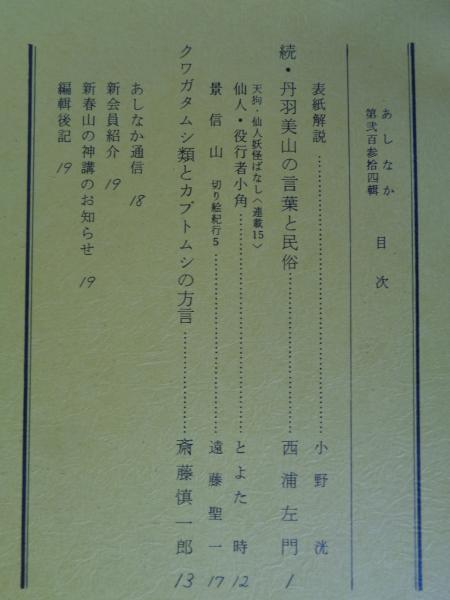 あしなか
第弐百参拾四輯
目次
表紙解説 小野洸
続・丹羽美山の言葉と民俗 西浦左門 1
天狗・仙人妖怪ばなし〈連載15〉
仙人・役行者小角 とよた時 12
景信山 切り絵紀行5 遠藤聖一 17
クワガタムシ類とカブトムシの方言 斎藤慎一郎 13
あしなか通信 18
新会員紹介 19
新春山の神講のお知らせ 19
編輯後記 19